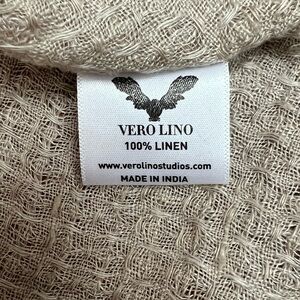 VERO LINO
100% LINEN
www.verolinostudios.com
MADE IN INDIA